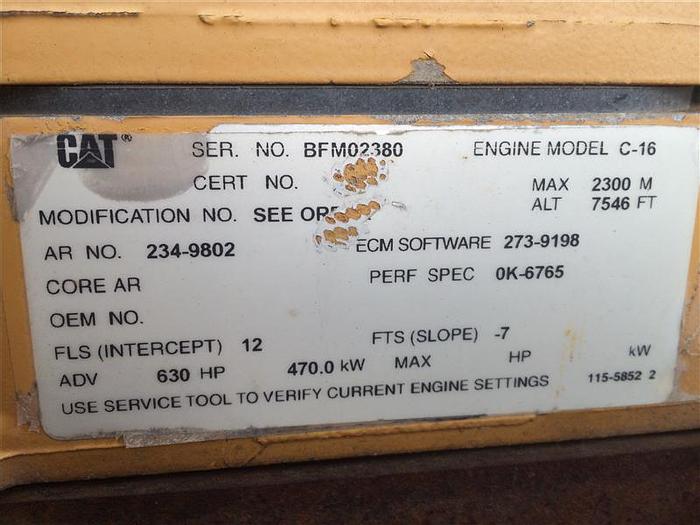 CAT® SER. NO. BFM02380 ENGINE MODEL C-16
CERT NO. MAX 2300 M
MODIFICATION NO. SEE ALT 7546 FT
AR NO. 234-9802 ECM SOFTWARE 273-9198
CORE AR PERF SPEC 0K-6765
OEM NO.
FLS (INTERCEPT) 12 FTS (SLOPE) -7
ADV 630 HP 470.0 kW MAX HP kW
USE SERVICE TOOL TO VERIFY CURRENT ENGINE SETTINGS 115-5852 2